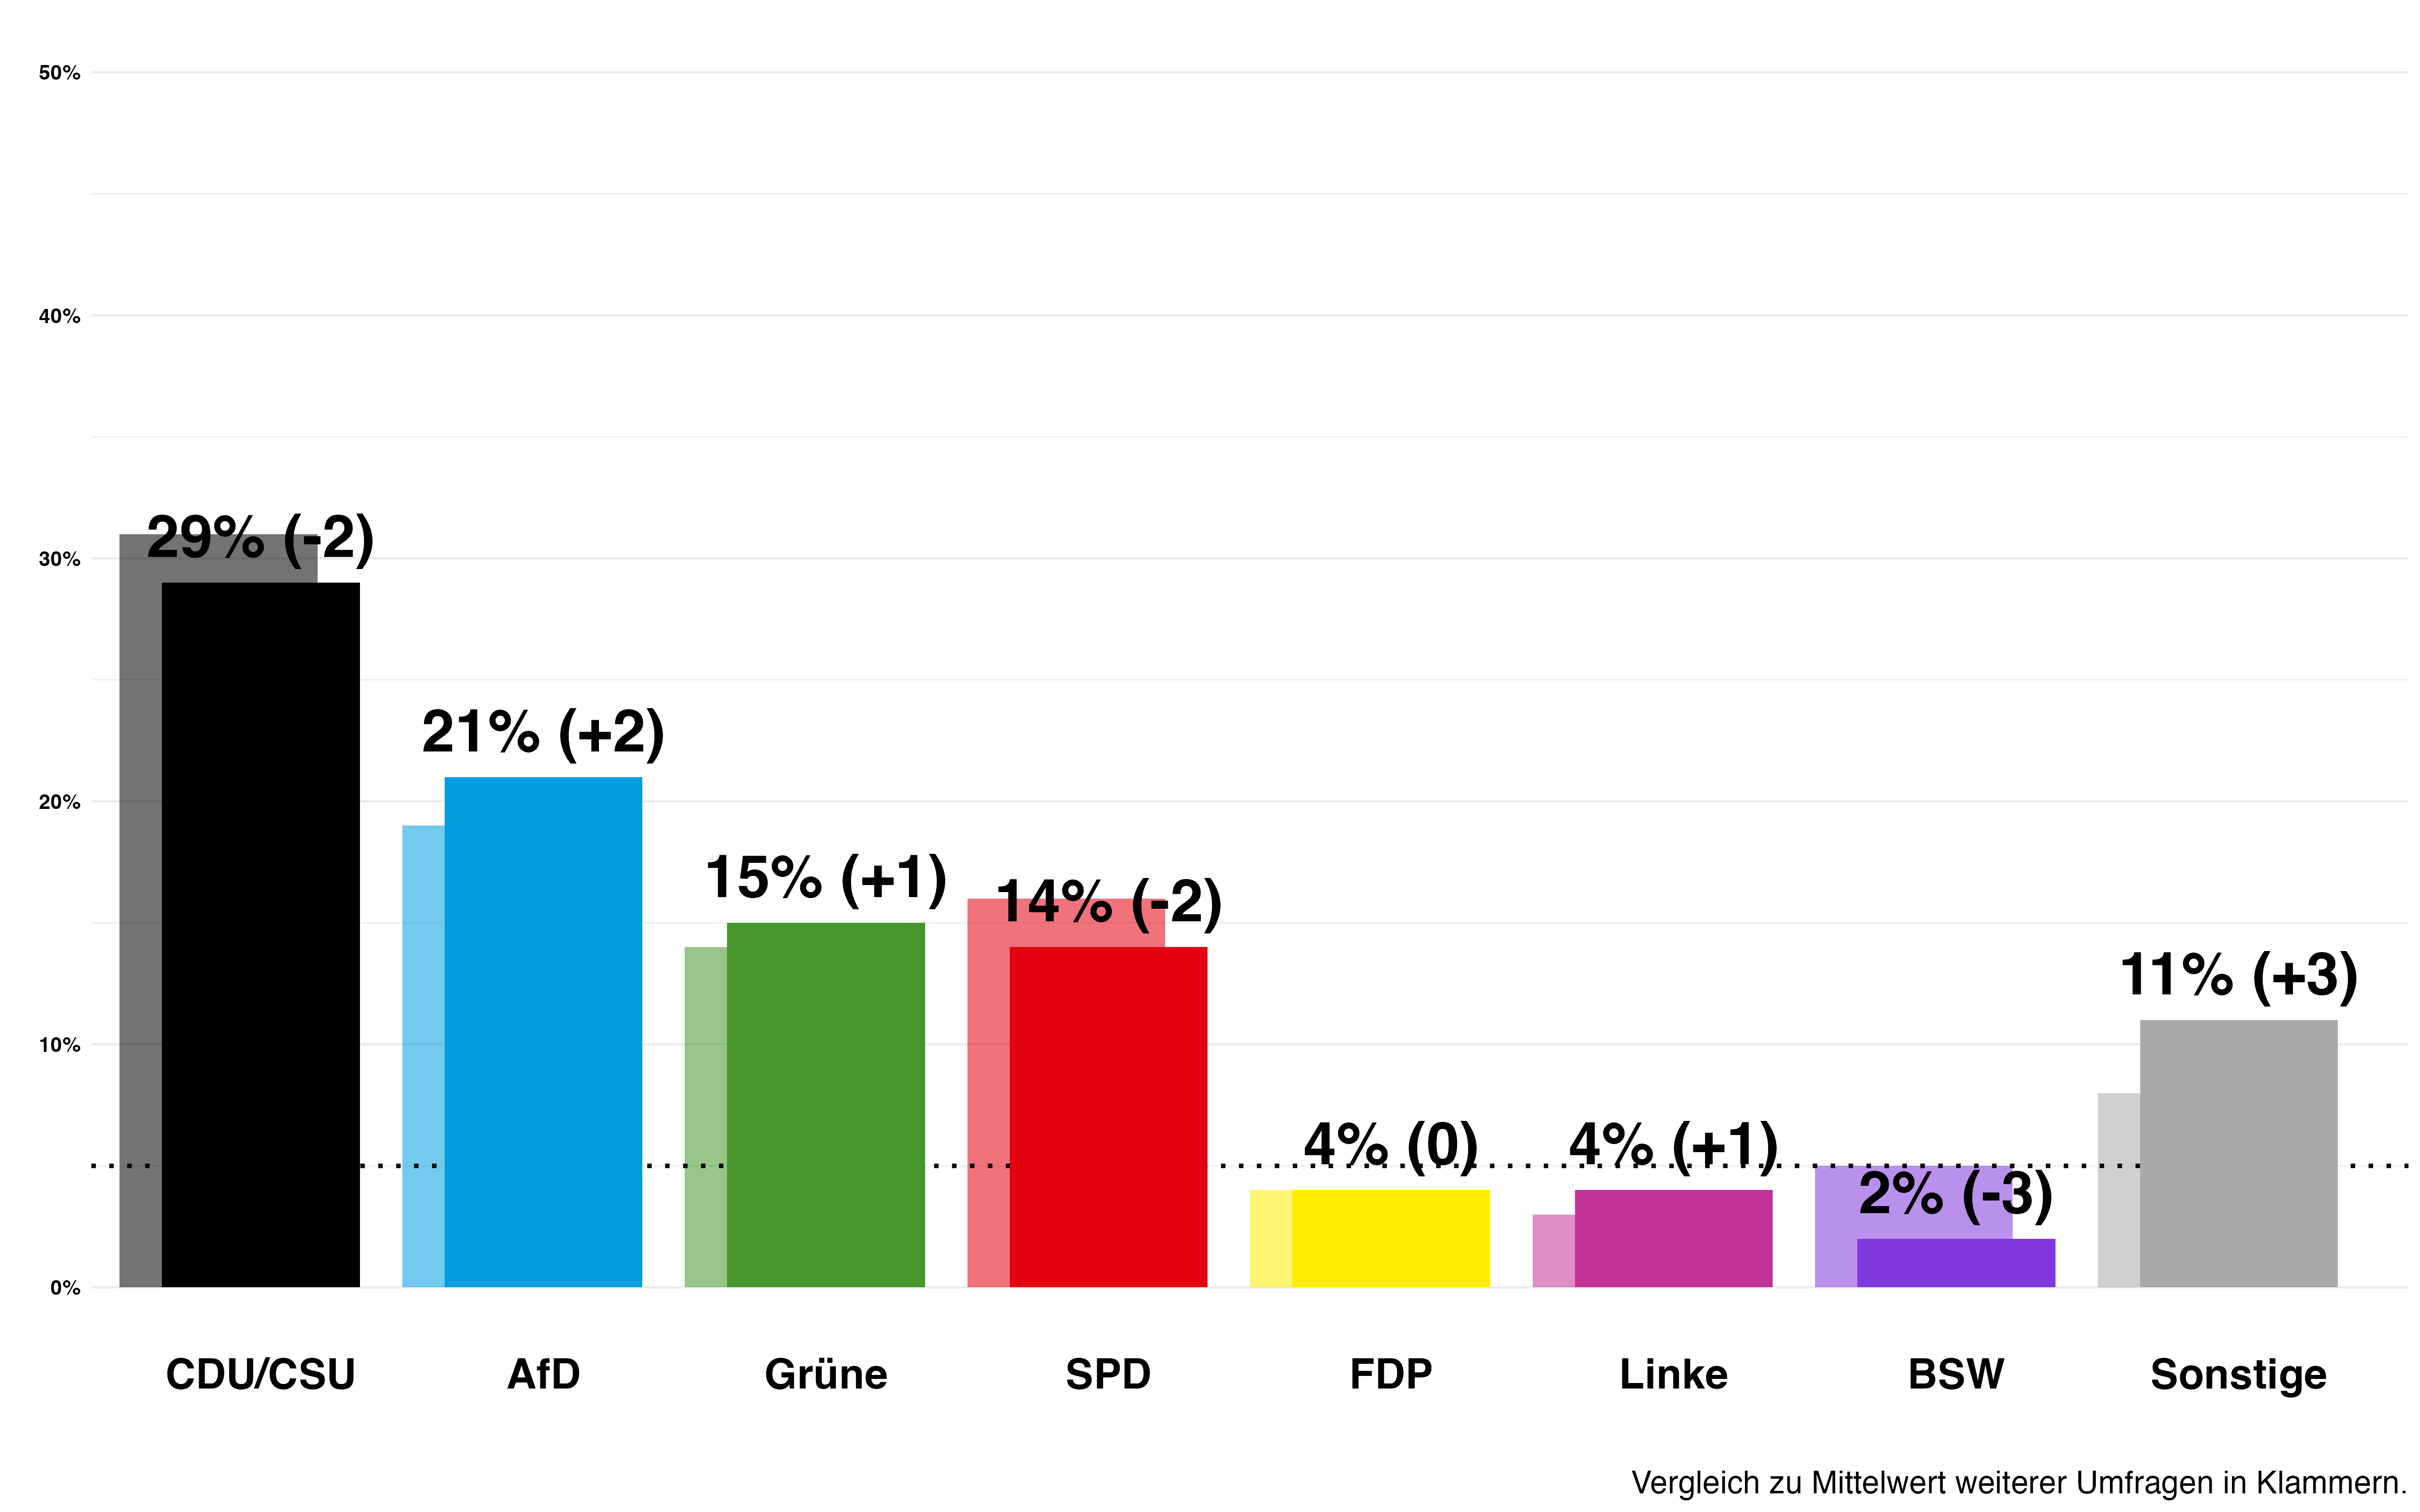 50%
40%
30%
20%
10%
0%
29% (-2)
21% (+2)
15% (+1)
14% (-2)
4% (0)
4% (+1)
2% (-3)
11% (+3)
CDU/CSU
AfD
Grüne
SPD
FDP
Linke
BSW
Sonstige
Vergleich zu Mittelwert weiterer Umfragen in Klammern.